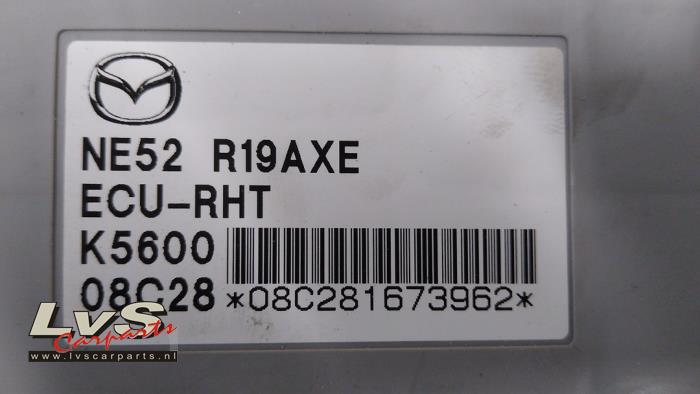 NE52 R19AXE
ECU-RHT
K5600
08C28 *08C281673962*
LvS
Carparts
www.lvscarparts.nl